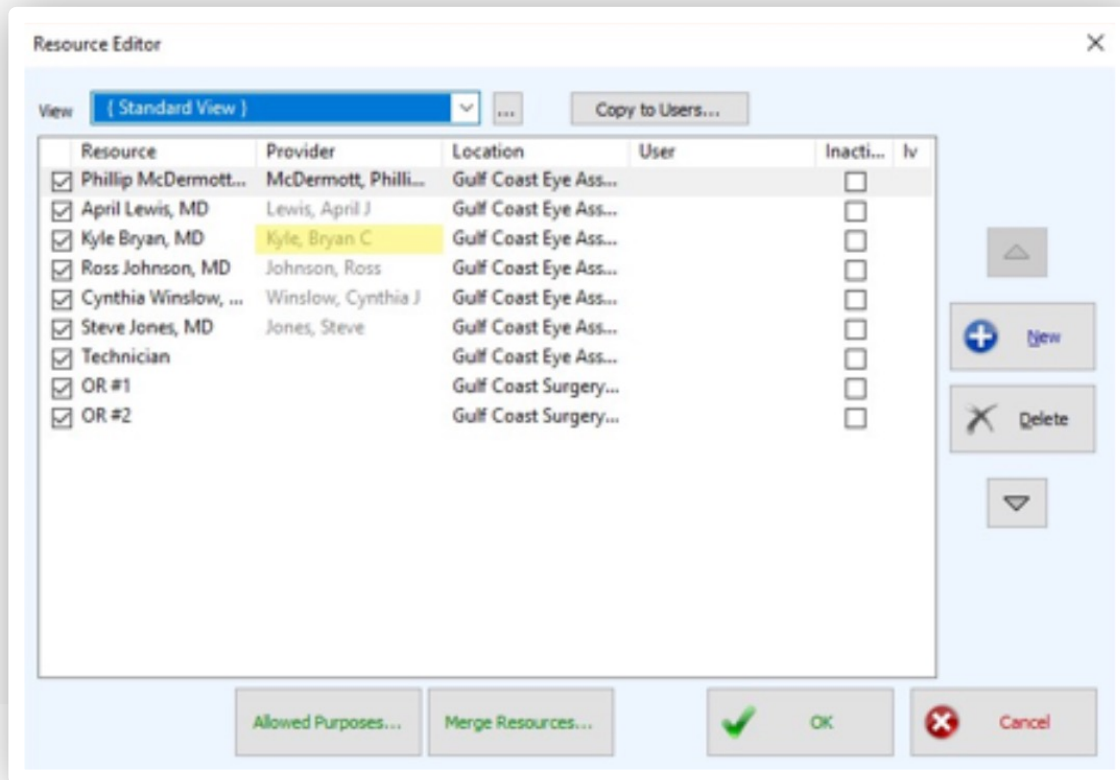 Resource Editor
View { Standard View } ... Copy to Users...
Resource Provider Location User Inacti... Iv
Phillip McDermott... McDermott, Philli... Gulf Coast Eye Ass...
April Lewis, MD Lewis, April J Gulf Coast Eye Ass...
Kyle Bryan, MD Kyle, Bryan C Gulf Coast Eye Ass...
Ross Johnson, MD Johnson, Ross Gulf Coast Eye Ass...
Cynthia Winslow, ... Winslow, Cynthia J Gulf Coast Eye Ass...
Steve Jones, MD Jones, Steve Gulf Coast Eye Ass...
Technician Gulf Coast Eye Ass...
OR #1 Gulf Coast Surgery...
OR #2 Gulf Coast Surgery...
New
Delete
Allowed Purposes... Merge Resources... OK Cancel